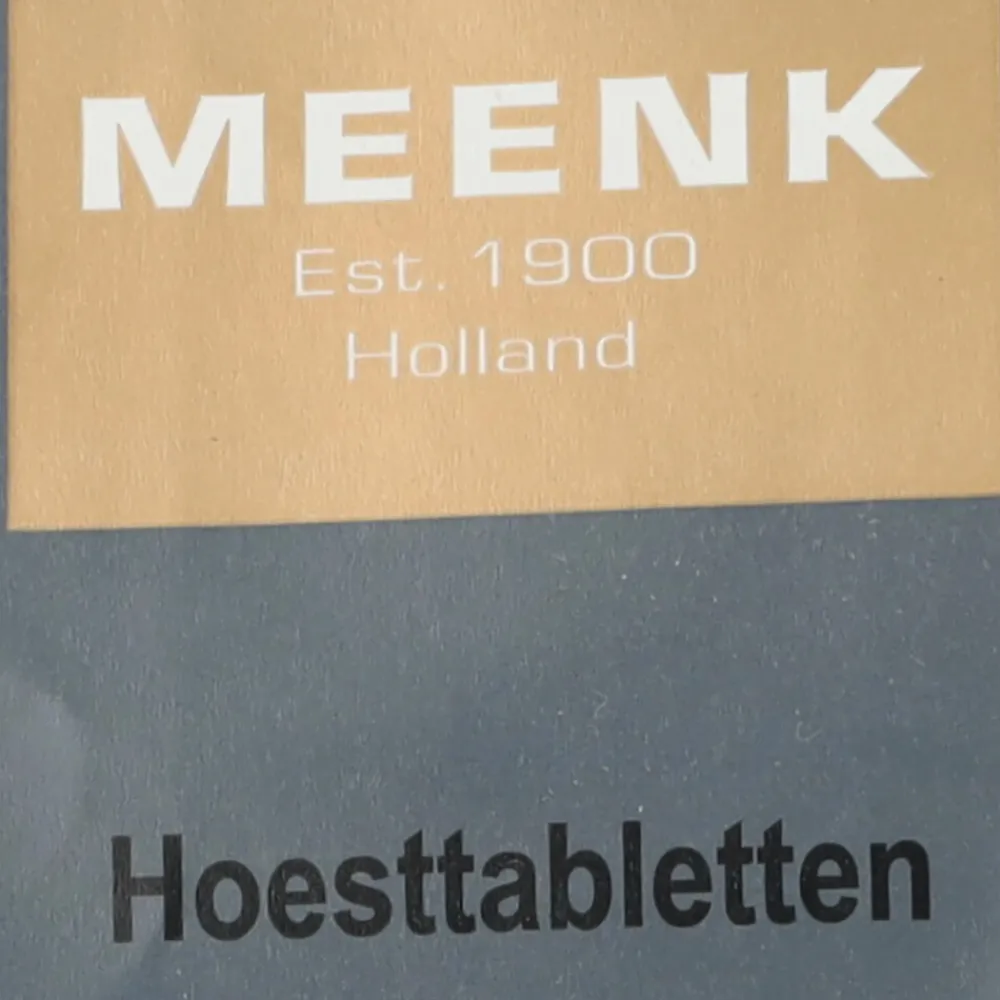 MEENK
Est. 1900
Holland
Hoesttabletten